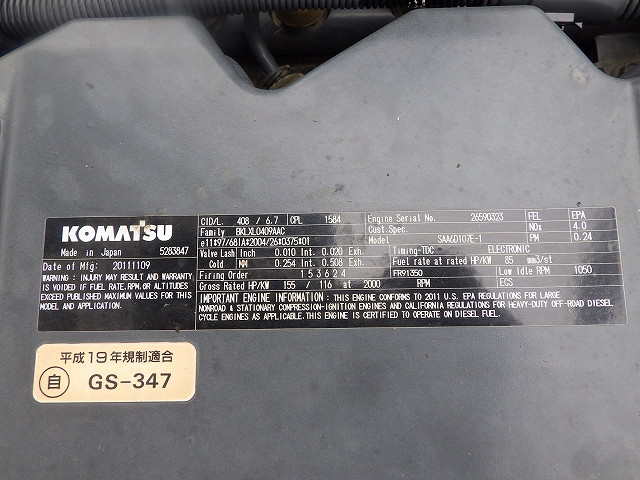 KOMATSU
Made in Japan 5283847
Date of Mfg: 20111109
WARNING : INJURY MAY RESULT AND WARRANTY
IS VOIDED IF FUEL RATE.RPM.OR ALTITUDES
EXCEED PUBLISHED MAXIMUM VALUES FOR THIS
MODEL AND APPLICATION.
CID/L. 408 / 6.7 CPL 1584
Family BKLXL0409AAC
e11*97/68IA*2004/26*0375*01
Valve Lash Inch 0.010 Int. 0.020 Exh.
Cold MM 0.254 Int. 0.508 Exh.
Firing Order 1 5 3 6 2 4
Gross Rated HP/KW 155 / 116 at 2000 RPM
Engine Serial No. 26590323
Cust.Spec.
Model SAA6D107E-1
Timing-TDC ELECTRONIC
Fuel rate at rated HP/KW 85 mm3/st
FR91350 Low Idle RPM 1050
ECS
FEL EPA
NOx 4.0
PM 0.24
IMPORTANT ENGINE INFORMATION : THIS ENGINE CONFORMS TO 2011 U.S. EPA REGULATIONS FOR LARGE
NONROAD & STATIONARY COMPRESSION-IGNITION ENGINES AND CALIFORNIA REGULATIONS FOR HEAVY-DUTY OFF-ROAD DIESEL
CYCLE ENGINES AS APPLICABLE.THIS ENGINE IS CERTIFIED TO OPERATE ON DIESEL FUEL.
平成19年規制適合
自 GS-347